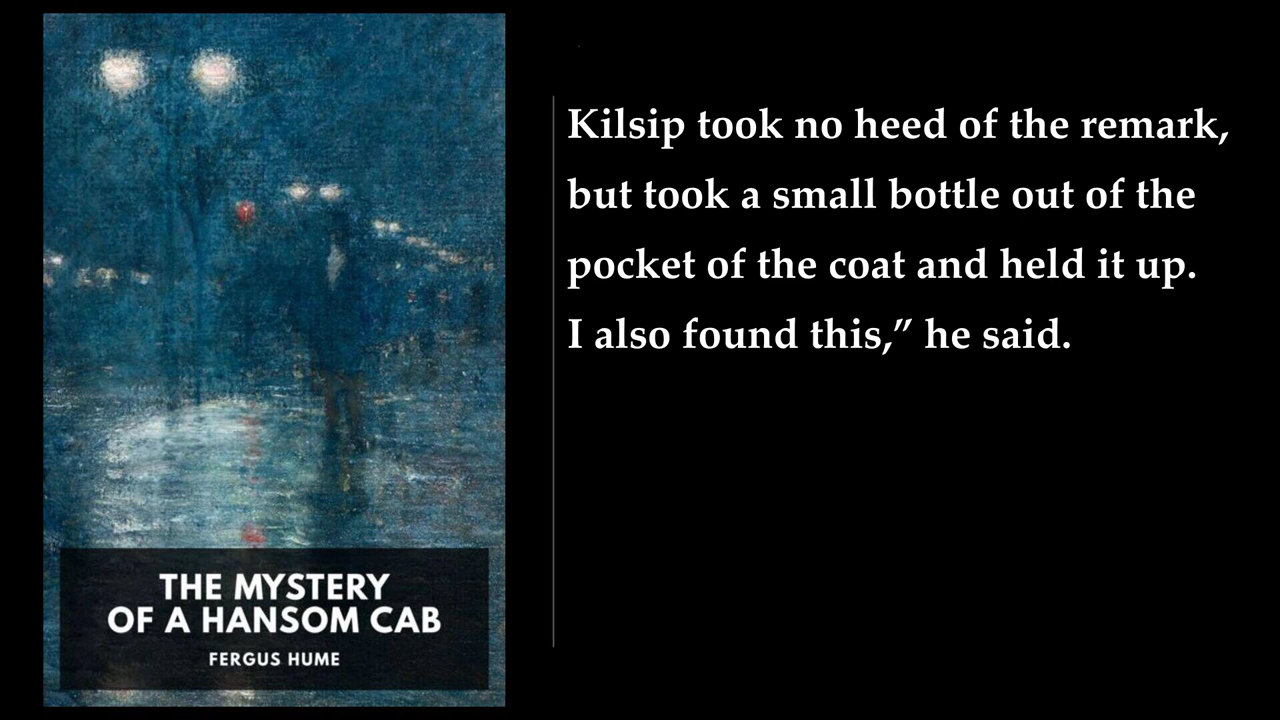 Kilsip took no heed of the remark,
but took a small bottle out of the
pocket of the coat and held it up.
I also found this,” he said.
THE MYSTERY
OF A HANSOM CAB
FERGUS HUME